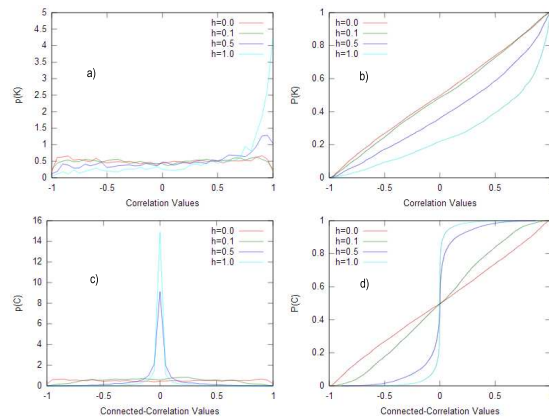 h=0.0
h=0.1
h=0.5
h=1.0
a)
p(K)
5
4.5
4
3.5
3
2.5
2
1.5
1
0.5
0
-1 -0.5 0 0.5 1
Correlation Values
h=0.0
h=0.1
h=0.5
h=1.0
b)
P(K)
1
0.8
0.6
0.4
0.2
0
-1 -0.5 0 0.5 1
Correlation Values
h=0.0
h=0.1
h=0.5
h=1.0
c)
p(C)
16
14
12
10
8
6
4
2
0
-1 -0.5 0 0.5 1
Connected-Correlation Values
h=0.0
h=0.1
h=0.5
h=1.0
d)
P(C)
1
0.8
0.6
0.4
0.2
0
-1 -0.5 0 0.5 1
Connected-Correlation Values